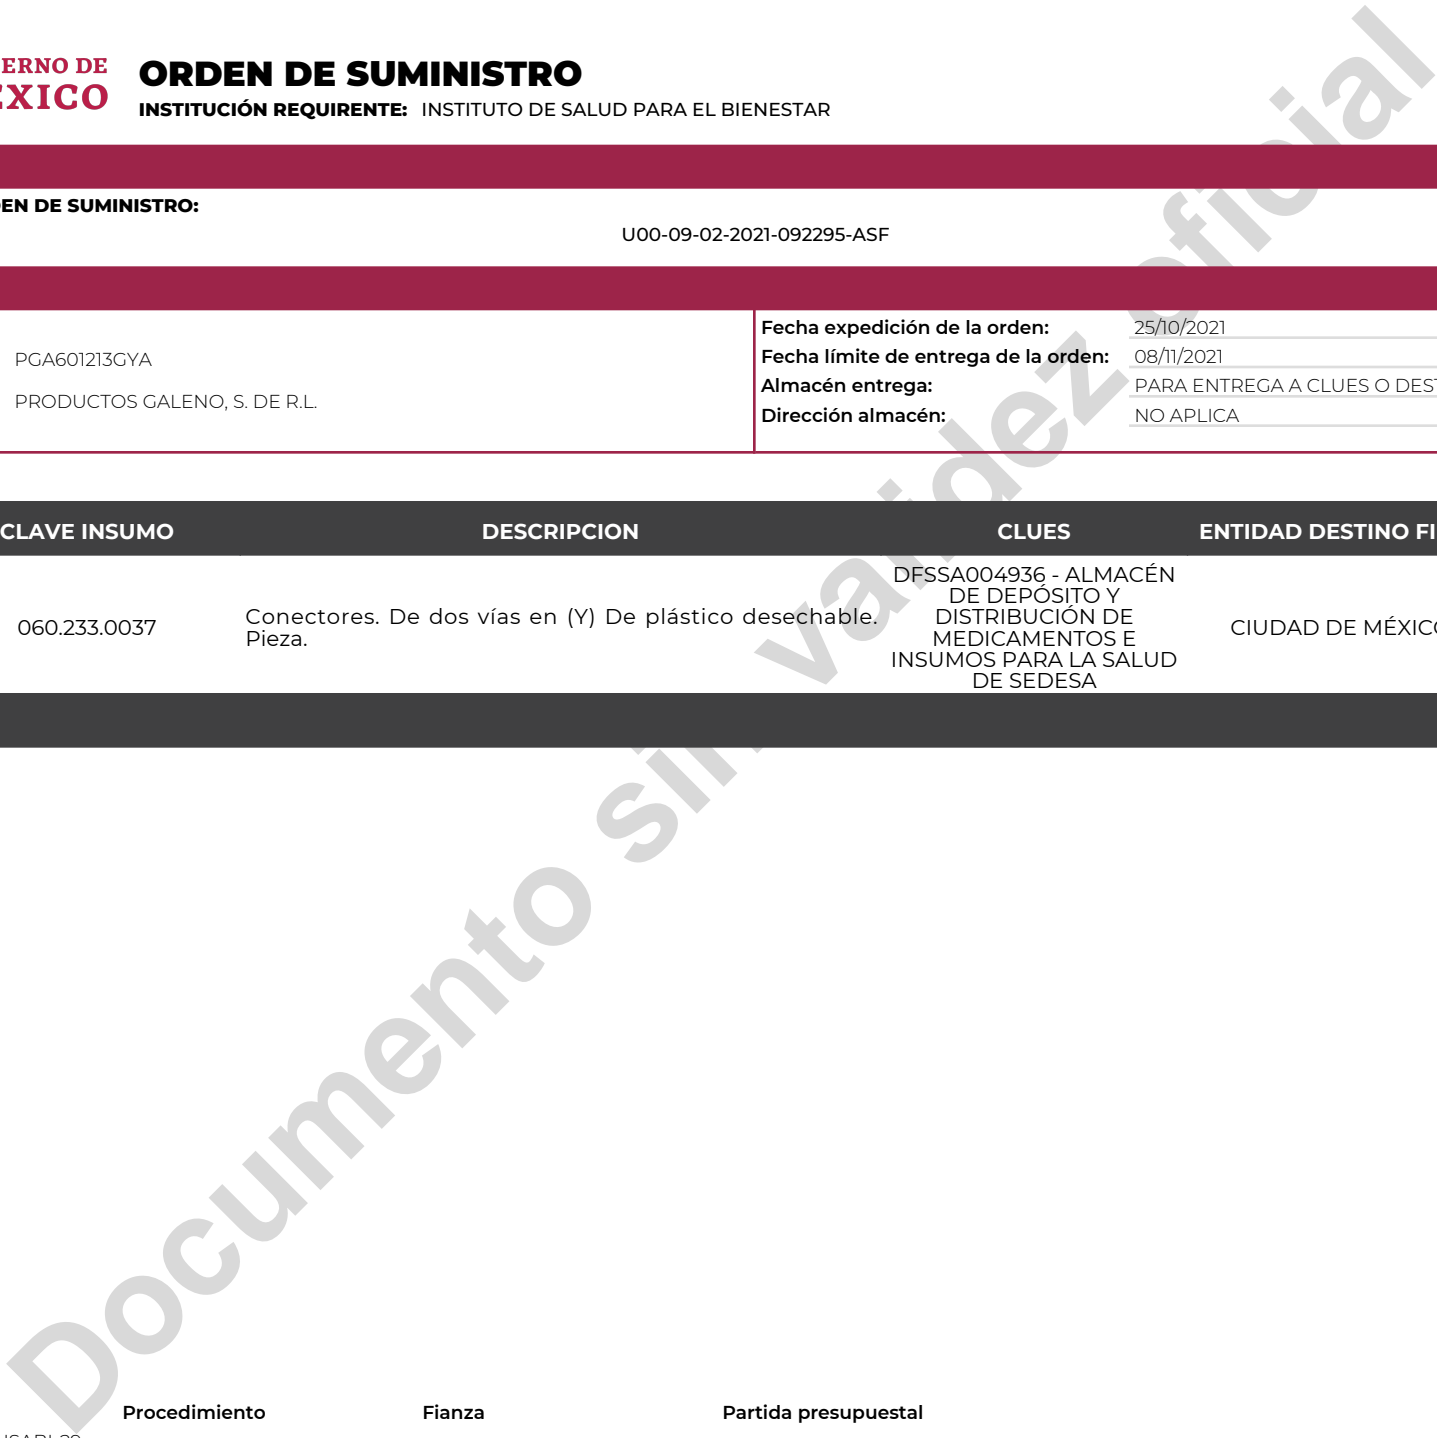 ERNO DE
ÉXICO
ORDEN DE SUMINISTRO
INSTITUCIÓN REQUIRENTE: INSTITUTO DE SALUD PARA EL BIENESTAR
EN DE SUMINISTRO:
U00-09-02-2021-092295-ASF
PGA601213GYA
PRODUCTOS GALENO, S. DE R.L.
Fecha expedición de la orden: 25/10/2021
Fecha límite de entrega de la orden: 08/11/2021
Almacén entrega: PARA ENTREGA A CLUES O DEST
Dirección almacén: NO APLICA
CLAVE INSUMO DESCRIPCION CLUES ENTIDAD DESTINO FI
060.233.0037
Conectores. De dos vías en (Y) De plástico desechable.
Pieza.
DFSSA004936 - ALMACÉN
DE DEPÓSITO Y
DISTRIBUCIÓN DE
MEDICAMENTOS E
INSUMOS PARA LA SALUD
DE SEDESA
CIUDAD DE MÉXICO
Documento sin validez oficial
Procedimiento Fianza Partida presupuestal